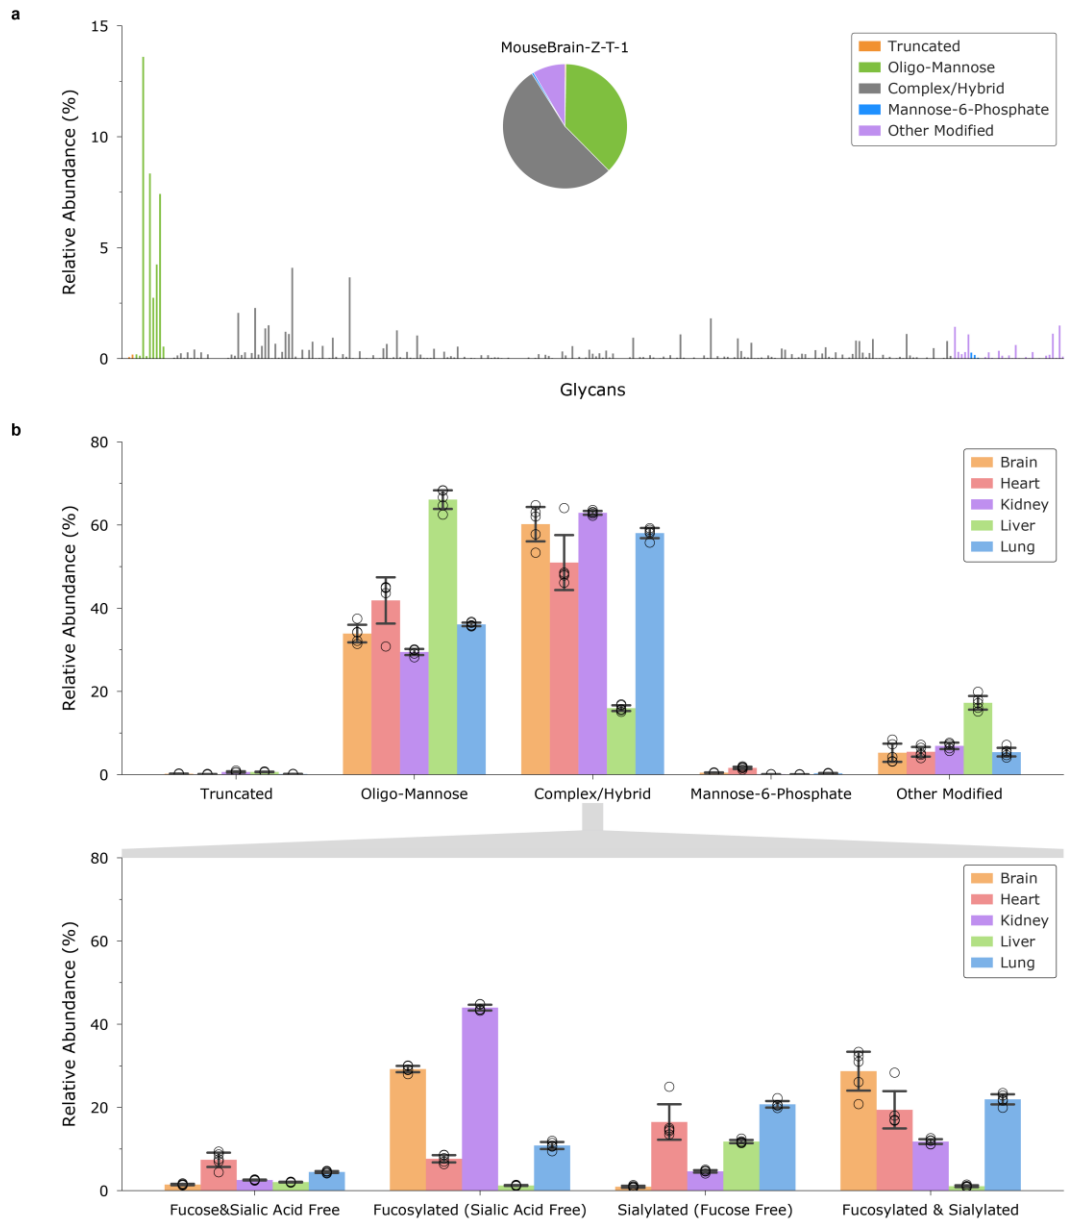 a
MouseBrain-Z-T-1
Truncated
Oligo-Mannose
Complex/Hybrid
Mannose-6-Phosphate
Other Modified
Relative Abundance (%)
15
10
5
0
Glycans
b
Relative Abundance (%)
80
60
40
20
0
Brain
Heart
Kidney
Liver
Lung
Truncated
Oligo-Mannose
Complex/Hybrid
Mannose-6-Phosphate
Other Modified
Relative Abundance (%)
80
60
40
20
0
Brain
Heart
Kidney
Liver
Lung
Fucose&Sialic Acid Free
Fucosylated (Sialic Acid Free)
Sialylated (Fucose Free)
Fucosylated & Sialylated